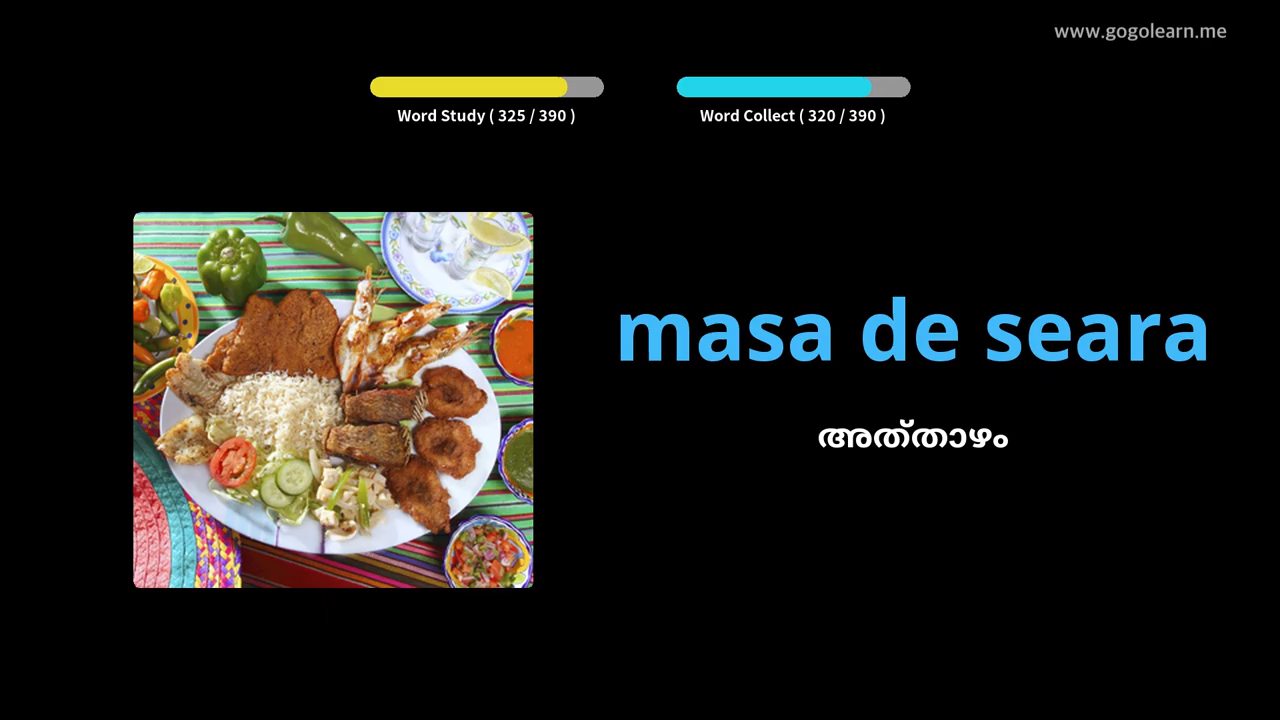 www.gogolearn.me
Word Study ( 325 / 390 )
Word Collect ( 320 / 390 )
masa de seara
അത്താഴം